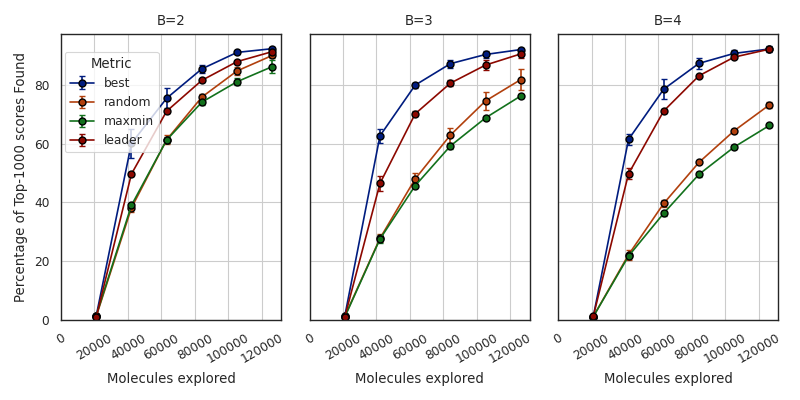 B=2
B=3
B=4
Percentage of Top-1000 scores Found
80
60
40
20
0
Metric
best
random
maxmin
leader
0 20000 40000 60000 80000 100000 120000
0 20000 40000 60000 80000 100000 120000
0 20000 40000 60000 80000 100000 120000
Molecules explored
Molecules explored
Molecules explored